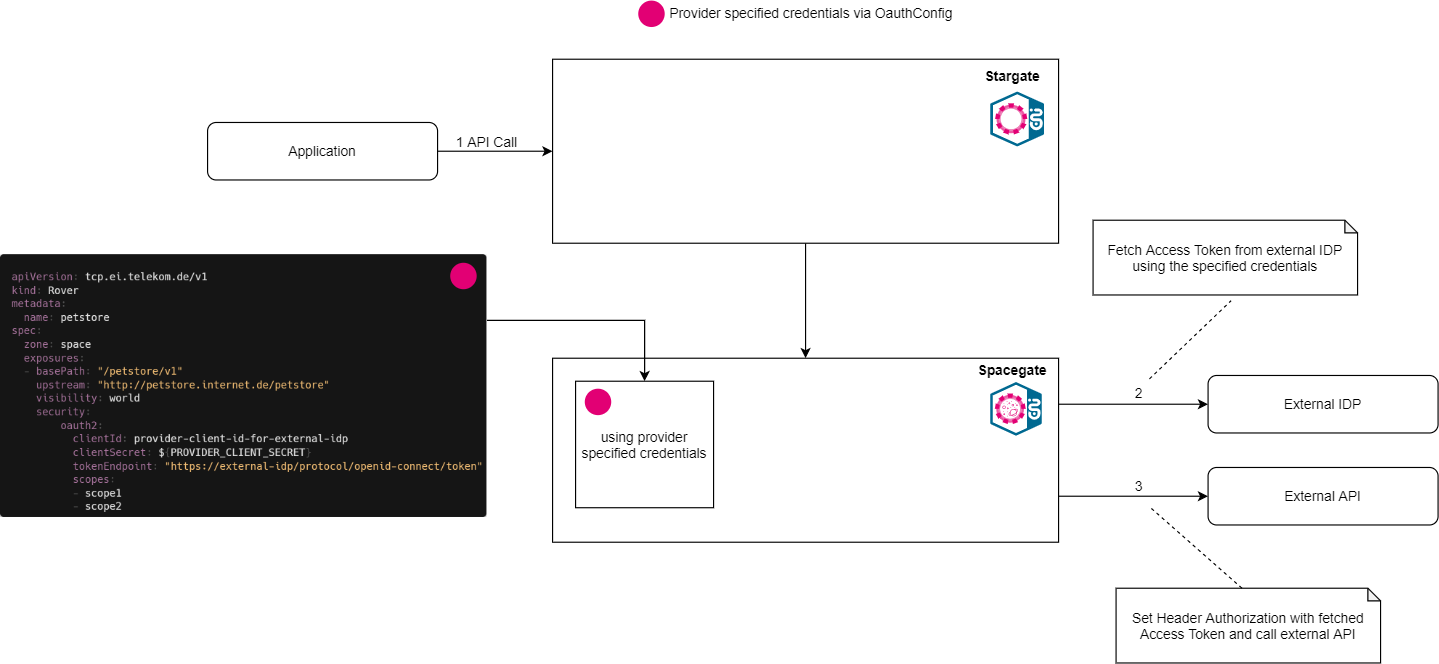 Provider specified credentials via OauthConfig
Stargate
Application
1 API Call
Fetch Access Token from external IDP
using the specified credentials
apiVersion: tcp.ei.telekom.de/v1
kind: Rover
metadata:
  name: petstore
spec:
  zone: space
  exposures:
  - basePath: "/petstore/v1"
    upstream: "http://petstore.internet.de/petstore"
    visibility: world
    security:
        oauth2:
          clientId: provider-client-id-for-external-idp
          clientSecret: ${PROVIDER_CLIENT_SECRET}
          tokenEndpoint: "https://external-idp/protocol/openid-connect/token"
          scopes:
          - scope1
          - scope2
Spacegate
using provider
specified credentials
2
External IDP
3
External API
Set Header Authorization with fetched
Access Token and call external API